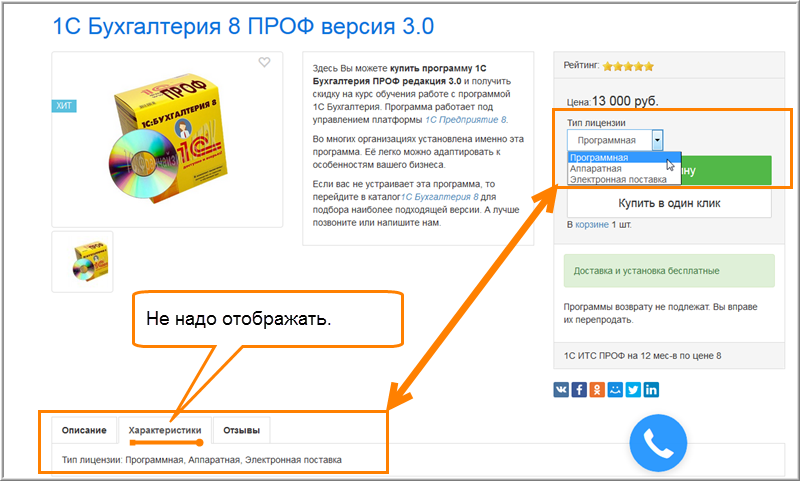 1С Бухгалтерия 8 ПРОФ версия 3.0
ХИТ
ПРОФ
1С:БУХГАЛТЕРИЯ 8
1С
Здесь Вы можете купить программу 1С
Бухгалтерия ПРОФ редакция 3.0 и получить
скидку на курс обучения работе с программой
1С Бухгалтерия. Программа работает под
управлением платформы 1С Предприятие 8.
Во многих организациях установлена именно эта
программа. Её легко можно адаптировать к
особенностям вашего бизнеса.
Если вас не устраивает эта программа, то
перейдите в каталог1С Бухгалтерия 8 для
подбора наиболее подходящей версии. А лучше
позвоните или напишите нам.
Рейтинг:
Цена:13 000 руб.
Тип лицензии
Программная
Программная
Аппаратная
Электронная поставка
ину
Купить в один клик
В корзине 1 шт.
Доставка и установка бесплатные
Программы возврату не подлежат. Вы вправе
их перепродать.
1С ИТС ПРОФ на 12 мес-в по цене 8
Не надо отображать.
Описание
Характеристики
Отзывы
Тип лицензии: Программная, Аппаратная, Электронная поставка